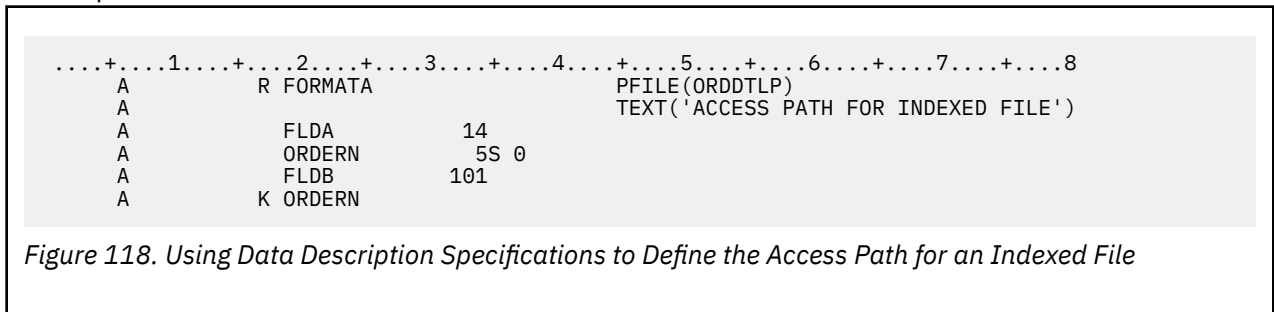 ....+....1....+....2....+....3....+....4....+....5....+....6....+....7....+....8
A R FORMATA PFILE(ORDDTLP)
A TEXT('ACCESS PATH FOR INDEXED FILE')
A FLDA 14
A ORDERN 5S 0
A FLDB 101
A K ORDERN
Figure 118. Using Data Description Specifications to Define the Access Path for an Indexed File